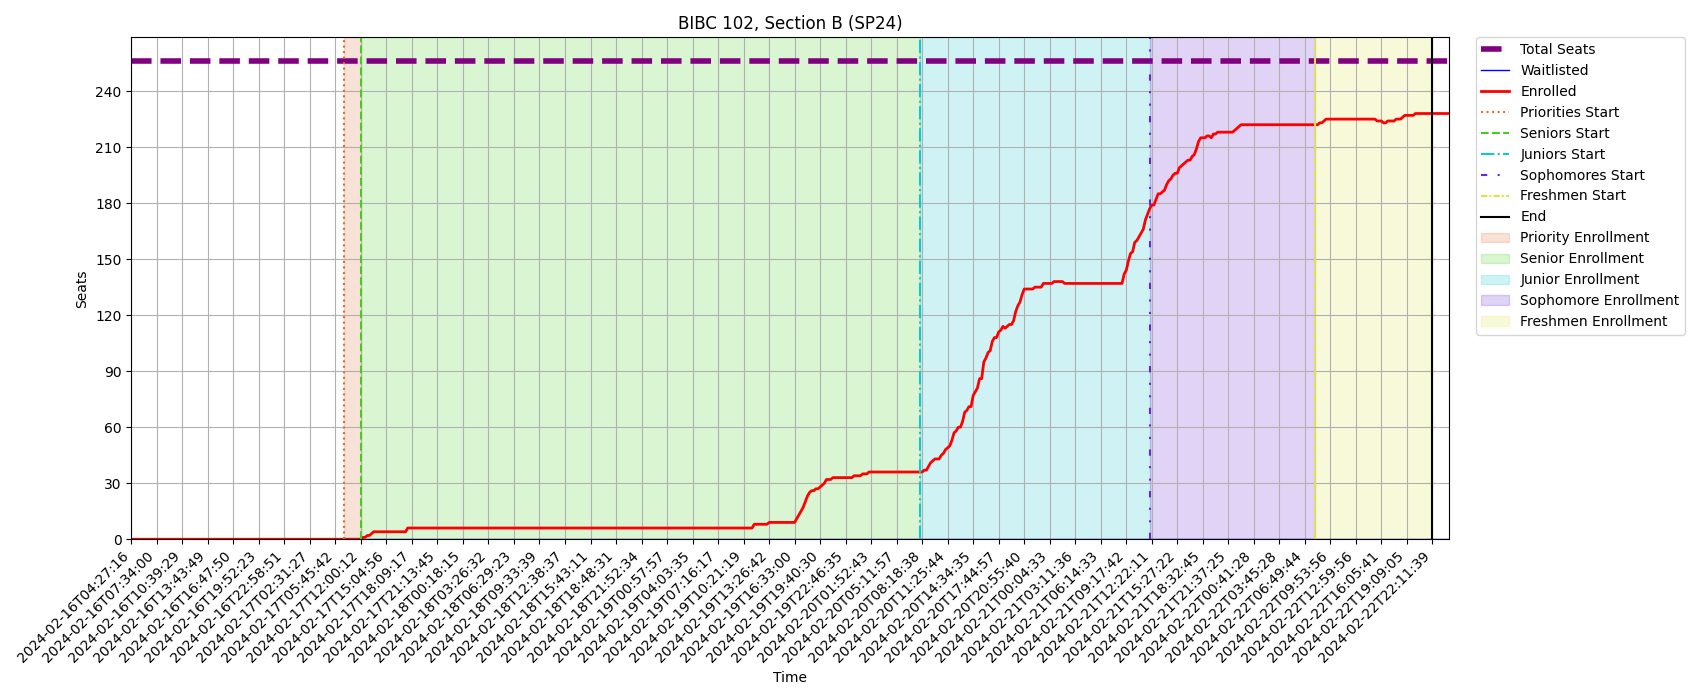 BIBC 102, Section B (SP24)
Total Seats
Waitlisted
Enrolled
Priorities Start
Seniors Start
Juniors Start
Sophomores Start
Freshmen Start
End
Priority Enrollment
Senior Enrollment
Junior Enrollment
Sophomore Enrollment
Freshmen Enrollment
Seats
240
210
180
150
120
90
60
30
0
2024-02-16T04:27:16
2024-02-16T07:34:00
2024-02-16T10:39:29
2024-02-16T13:43:49
2024-02-16T16:47:50
2024-02-16T19:52:23
2024-02-16T22:58:51
2024-02-17T02:31:27
2024-02-17T05:45:42
2024-02-17T12:00:12
2024-02-17T15:04:56
2024-02-17T18:09:17
2024-02-17T21:13:45
2024-02-18T00:18:15
2024-02-18T03:26:32
2024-02-18T06:29:23
2024-02-18T09:33:39
2024-02-18T12:38:37
2024-02-18T15:43:11
2024-02-18T18:48:31
2024-02-18T21:52:34
2024-02-19T00:57:57
2024-02-19T04:03:35
2024-02-19T07:16:17
2024-02-19T10:21:19
2024-02-19T13:26:42
2024-02-19T16:33:00
2024-02-19T19:40:30
2024-02-19T22:46:35
2024-02-20T01:52:43
2024-02-20T05:11:57
2024-02-20T08:18:38
2024-02-20T11:25:44
2024-02-20T14:34:35
2024-02-20T17:44:57
2024-02-20T20:55:40
2024-02-21T00:04:33
2024-02-21T03:11:36
2024-02-21T06:14:33
2024-02-21T09:17:42
2024-02-21T12:22:11
2024-02-21T15:27:22
2024-02-21T18:32:45
2024-02-21T21:37:23
2024-02-22T00:41:28
2024-02-22T03:45:28
2024-02-22T06:49:44
2024-02-22T09:53:56
2024-02-22T12:59:56
2024-02-22T16:05:41
2024-02-22T19:09:05
2024-02-22T22:11:39
Time